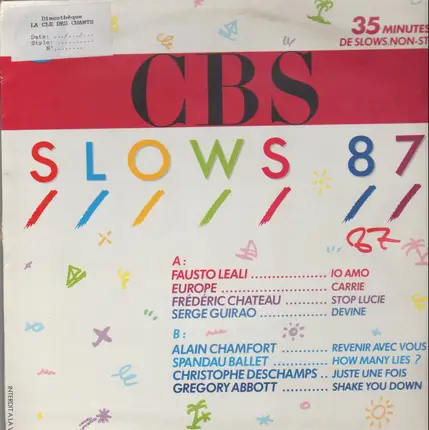 Discothèque
LA CLE DES CHANTS
Date: .../.../...
Style: ..........
N°..........
35 MINUTES
DE SLOWS NON-ST
CBS
SLOWS 87
87
A :
FAUSTO LEALI .............. IO AMO
EUROPE ..................... CARRIE
FRÉDÉRIC CHATEAU ....... STOP LUCIE
SERGE GUIRAO ............. DEVINE
B :
ALAIN CHAMFORT .......... REVENIR AVEC VOUS
SPANDAU BALLET .......... HOW MANY LIES ?
CHRISTOPHE DESCHAMPS .. JUSTE UNE FOIS
GREGORY ABBOTT ......... SHAKE YOU DOWN
INTERDIT A LA V